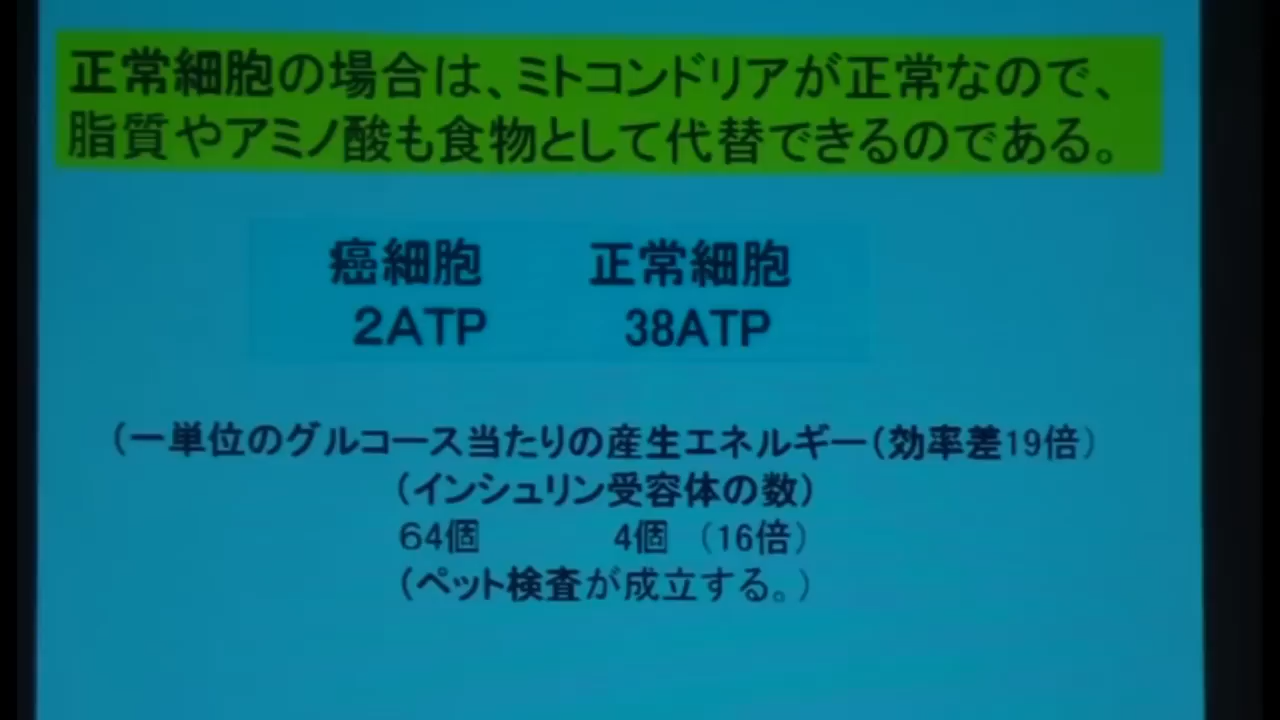 正常細胞の場合は、ミトコンドリアが正常なので、
脂質やアミノ酸も食物として代替できるのである。
癌細胞 正常細胞
2ATP 38ATP
(一単位のグルコース当たりの産生エネルギー(効率差19倍)
(インシュリン受容体の数)
64個 4個 (16倍)
(ペット検査が成立する。)